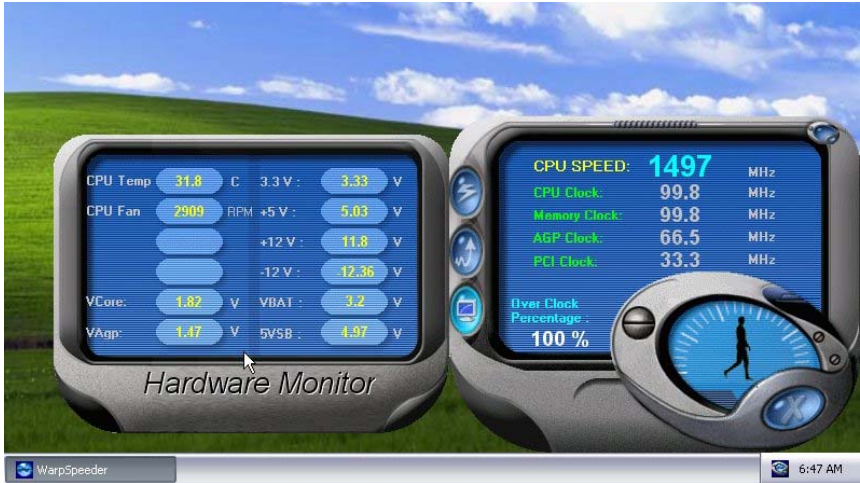 CPU Temp 31.8 C 3.3 V : 3.33 V
CPU Fan 2909 RPM +5 V : 5.03 V
+12 V : 11.8 V
-12 V : -12.36 V
VCore: 1.82 V VBAT : 3.2 V
VAgp: 1.47 V 5VSB : 4.97 V
Hardware Monitor
CPU SPEED: 1497 MHz
CPU Clock: 99.8 MHz
Memory Clock: 99.8 MHz
AGP Clock: 66.5 MHz
PCI Clock: 33.3 MHz
Over Clock
Percentage :
100 %
WarpSpeeder
6:47 AM